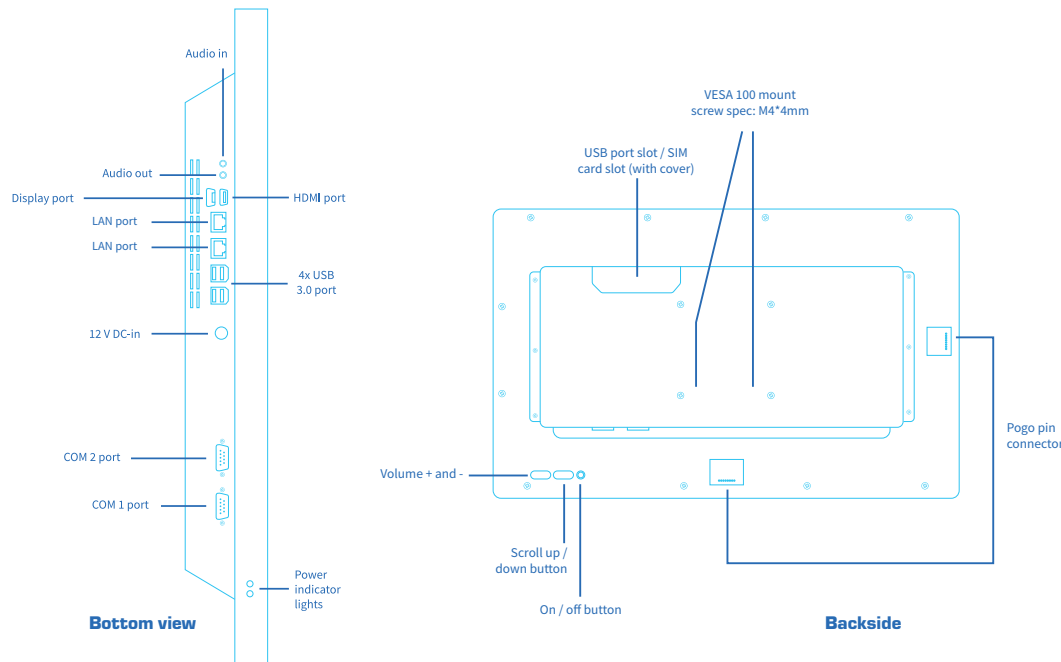 Audio in
Audio out
Display port
HDMI port
LAN port
LAN port
4x USB
3.0 port
12 V DC-in
COM 2 port
COM 1 port
Power
indicator
lights
Bottom view
VESA 100 mount
screw spec: M4*4mm
USB port slot / SIM
card slot (with cover)
Pogo pin
connector
Volume + and -
Scroll up /
down button
On / off button
Backside